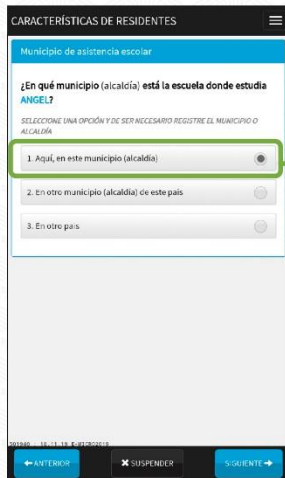 CARACTERÍSTICAS DE RESIDENTES
Municipio de asistencia escolar
¿En qué municipio (alcaldía) está la escuela donde estudia
ANGEL?
SELECCIONE UNA OPCIÓN Y DE SER NECESARIO REGISTRE EL MUNICIPIO O
ALCALDÍA
1. Aquí, en este municipio (alcaldía)
2. En otro municipio (alcaldía) de este país
3. En otro país
ANTERIOR
SUSPENDER
SIGUIENTE